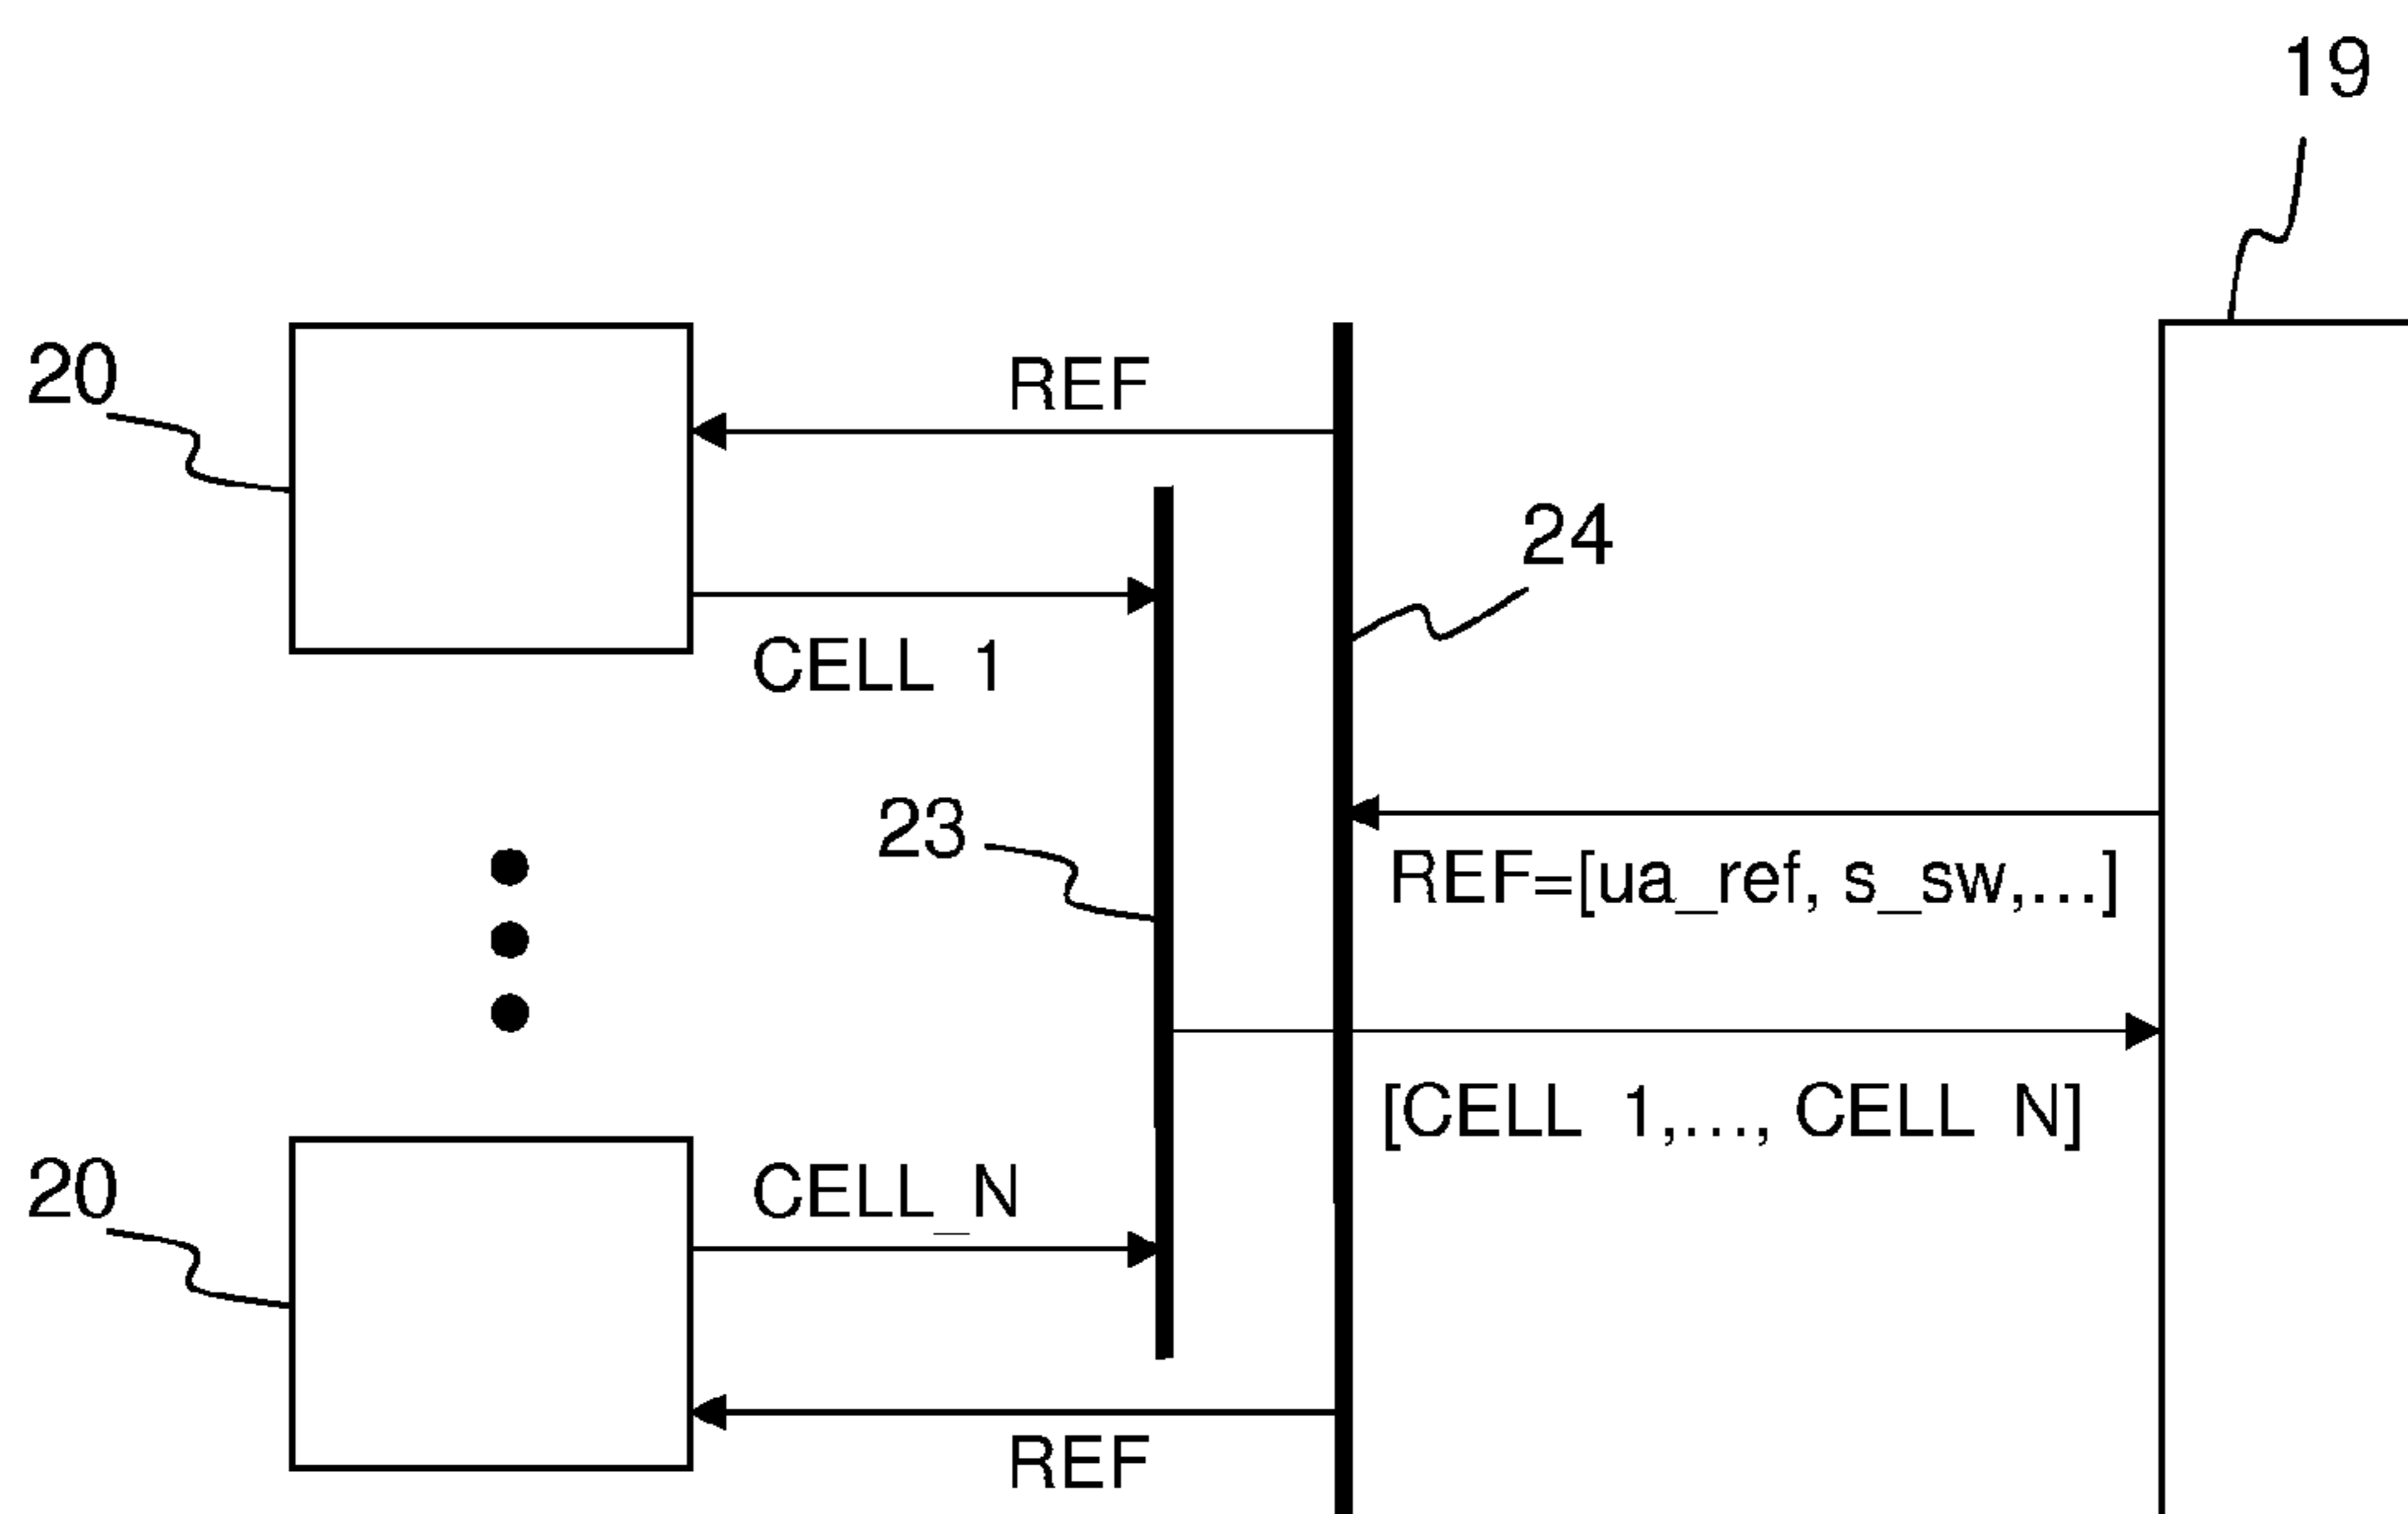 19
20
REF
24
CELL 1
23
REF=[ua_ref, s_sw,...]
[CELL 1,..., CELL N]
20
CELL_N
REF